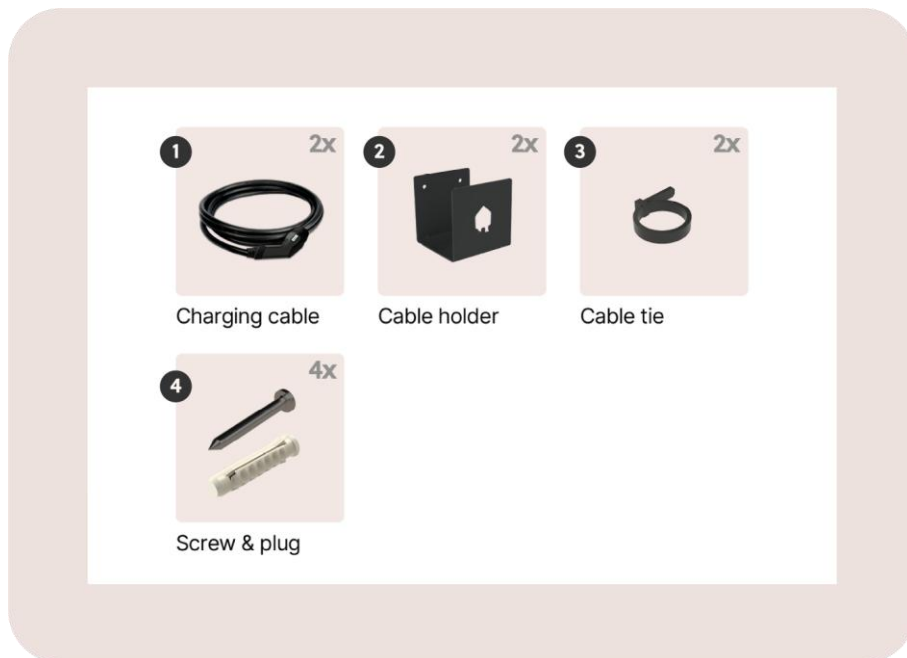 1
2x
2
2x
3
2x
Charging cable
Cable holder
Cable tie
4
4x
Screw & plug